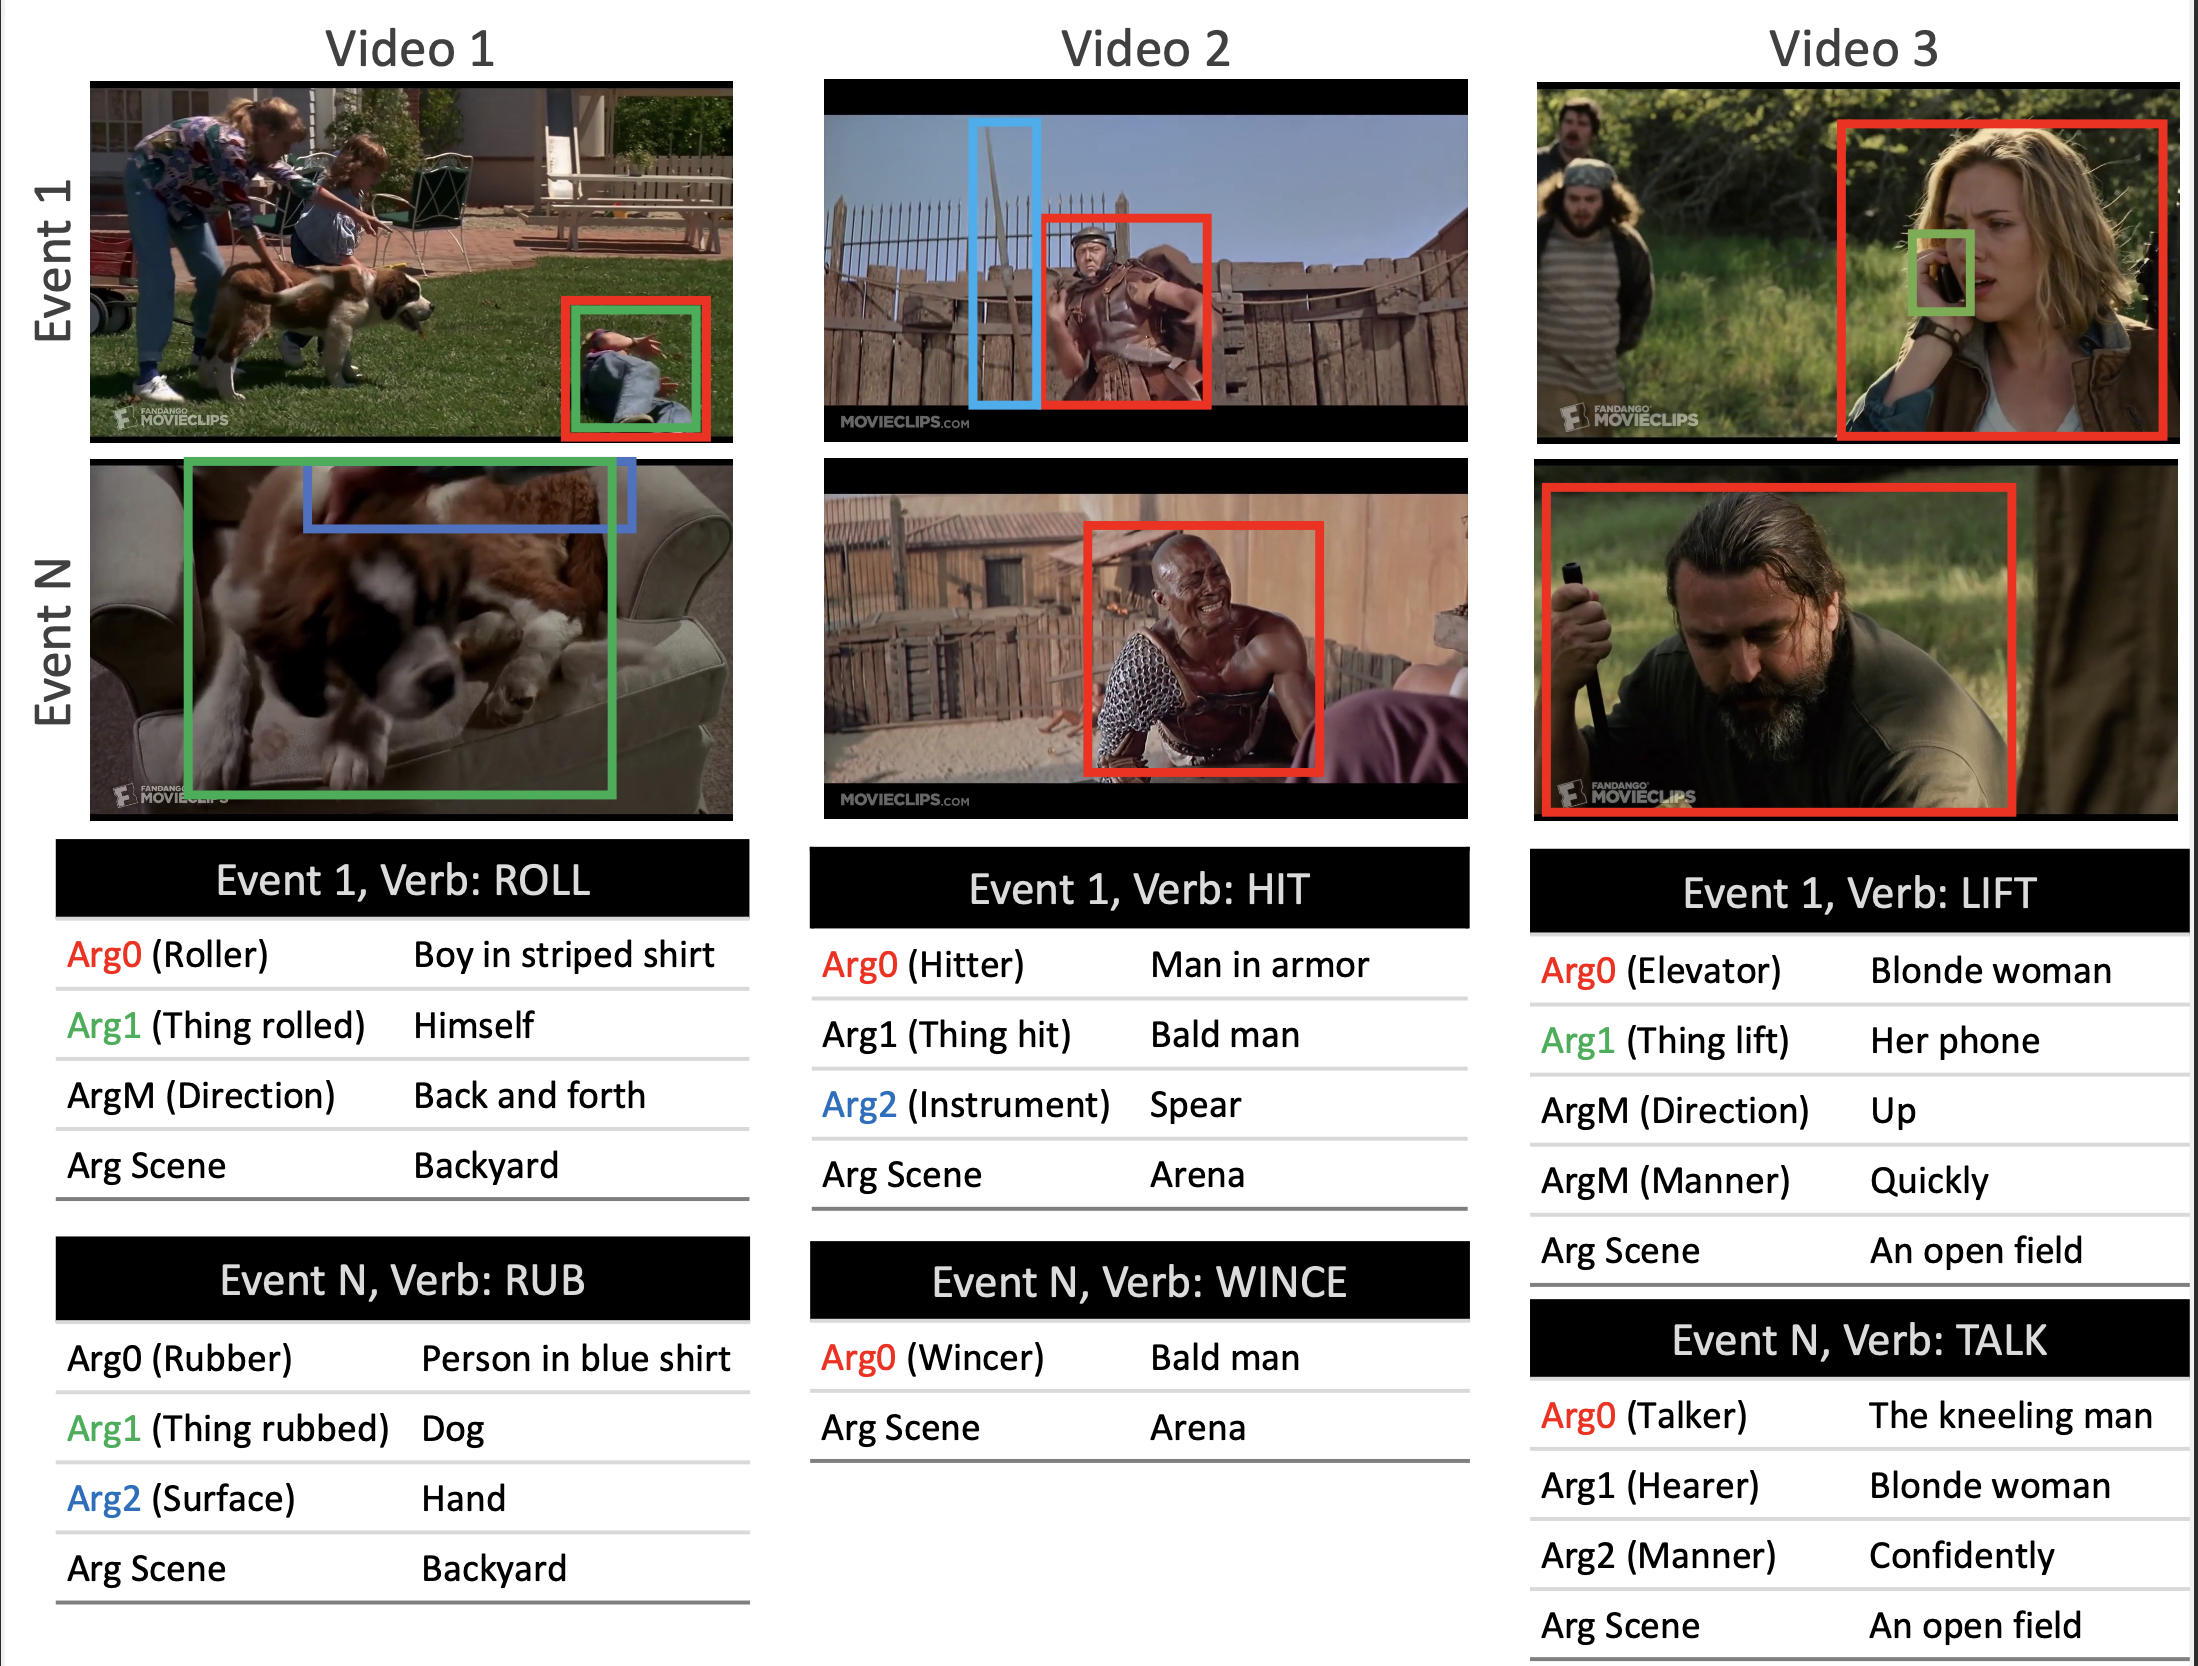 Video 1
Video 2
Video 3
Event 1
FANDANGO
MOVIECLIPS
MOVIECLIPS.COM
FANDANGO
MOVIECLIPS
Event N
FANDANGO
MOVIECLIPS
MOVIECLIPS.COM
FANDANGO
MOVIECLIPS
Event 1, Verb: ROLL
Arg0 (Roller) Boy in striped shirt
Arg1 (Thing rolled) Himself
ArgM (Direction) Back and forth
Arg Scene Backyard
Event N, Verb: RUB
Arg0 (Rubber) Person in blue shirt
Arg1 (Thing rubbed) Dog
Arg2 (Surface) Hand
Arg Scene Backyard
Event 1, Verb: HIT
Arg0 (Hitter) Man in armor
Arg1 (Thing hit) Bald man
Arg2 (Instrument) Spear
Arg Scene Arena
Event N, Verb: WINCE
Arg0 (Wincer) Bald man
Arg Scene Arena
Event 1, Verb: LIFT
Arg0 (Elevator) Blonde woman
Arg1 (Thing lift) Her phone
ArgM (Direction) Up
ArgM (Manner) Quickly
Arg Scene An open field
Event N, Verb: TALK
Arg0 (Talker) The kneeling man
Arg1 (Hearer) Blonde woman
Arg2 (Manner) Confidently
Arg Scene An open field